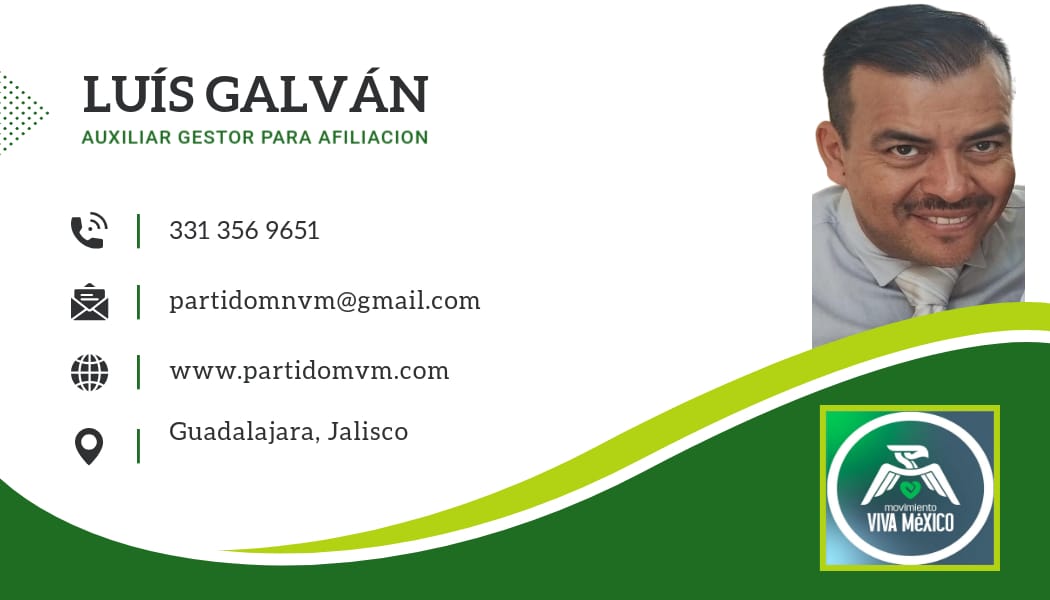 LUÍS GALVÁN
AUXILIAR GESTOR PARA AFILIACION
331 356 9651
partidomnvm@gmail.com
www.partidomvm.com
Guadalajara, Jalisco
movimiento
VIVA MéXICO